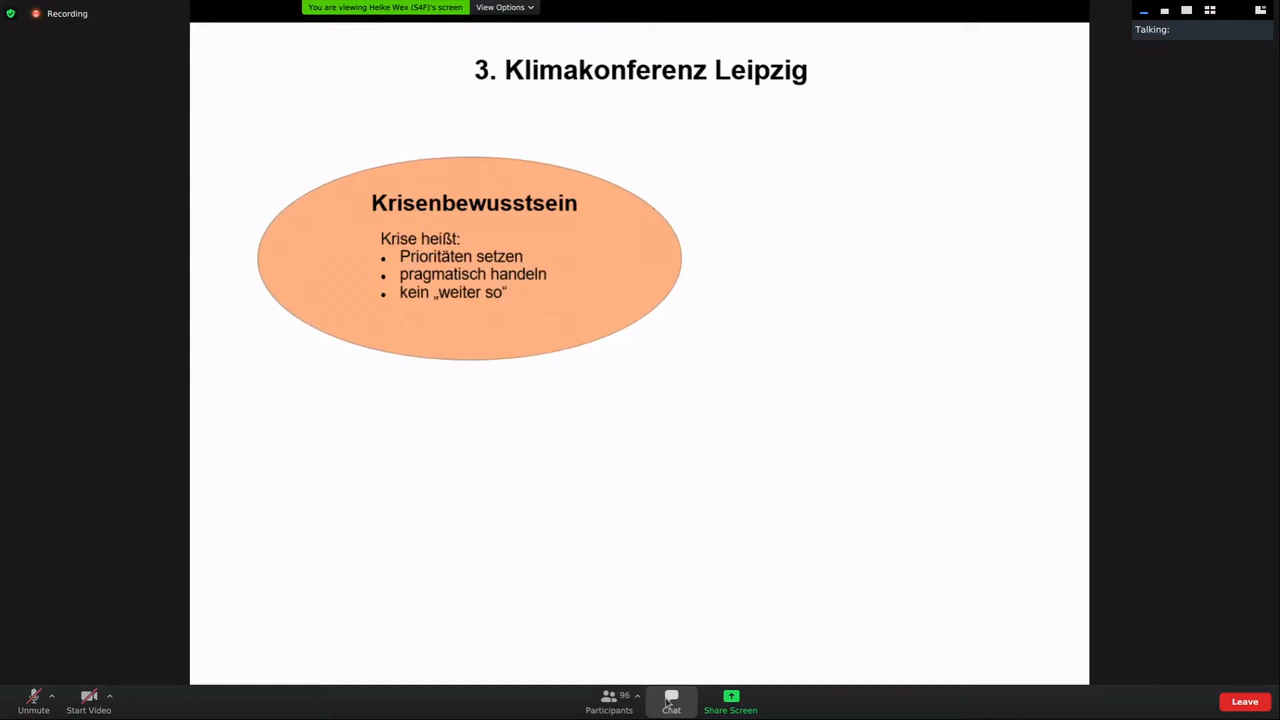 Recording
You are viewing Heike Wex (S4F)'s screen
View Options
Talking:
3. Klimakonferenz Leipzig
Krisenbewusstsein
Krise heißt:
• Prioritäten setzen
• pragmatisch handeln
• kein „weiter so“
Unmute
Start Video
96
Participants
Chat
Share Screen
Leave